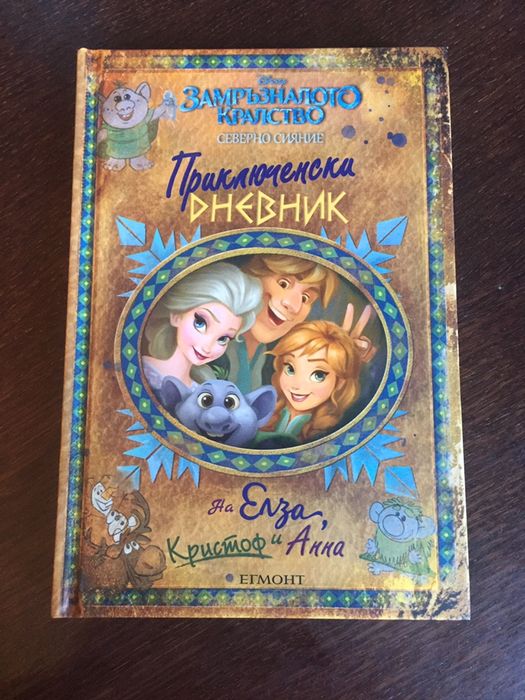 Disney
ЗАМРЪЗНАЛОТО
КРАЛСТВО
СЕВЕРНО СИЯНИЕ
Приключенски
ДНЕВНИК
На Елза,
Кристоф и Анна
ЕГМОНТ